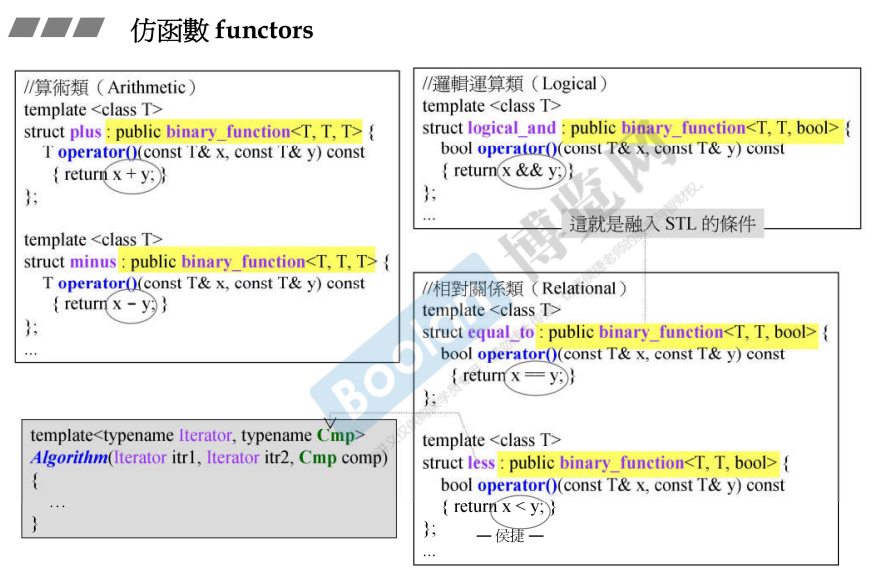 仿函數 functors
//算術類（Arithmetic）
template <class T>
struct plus : public binary_function<T, T, T> {
T operator()(const T& x, const T& y) const
{ return x + y; }
};
template <class T>
struct minus : public binary_function<T, T, T> {
T operator()(const T& x, const T& y) const
{ return x − y; }
};
...
template<typename Iterator, typename Cmp>
Algorithm(Iterator itr1, Iterator itr2, Cmp comp)
{
...
}
//邏輯運算類（Logical）
template <class T>
struct logical_and : public binary_function<T, T, bool> {
bool operator()(const T& x, const T& y) const
{ return x && y; }
};
...
這就是融入 STL 的條件
//相對關係類（Relational）
template <class T>
struct equal_to : public binary_function<T, T, bool> {
bool operator()(const T& x, const T& y) const
{ return x == y; }
};
template <class T>
struct less : public binary_function<T, T, bool> {
bool operator()(const T& x, const T& y) const
{ return x < y; }
};
...
— 侯捷 —
Boolan 博览网